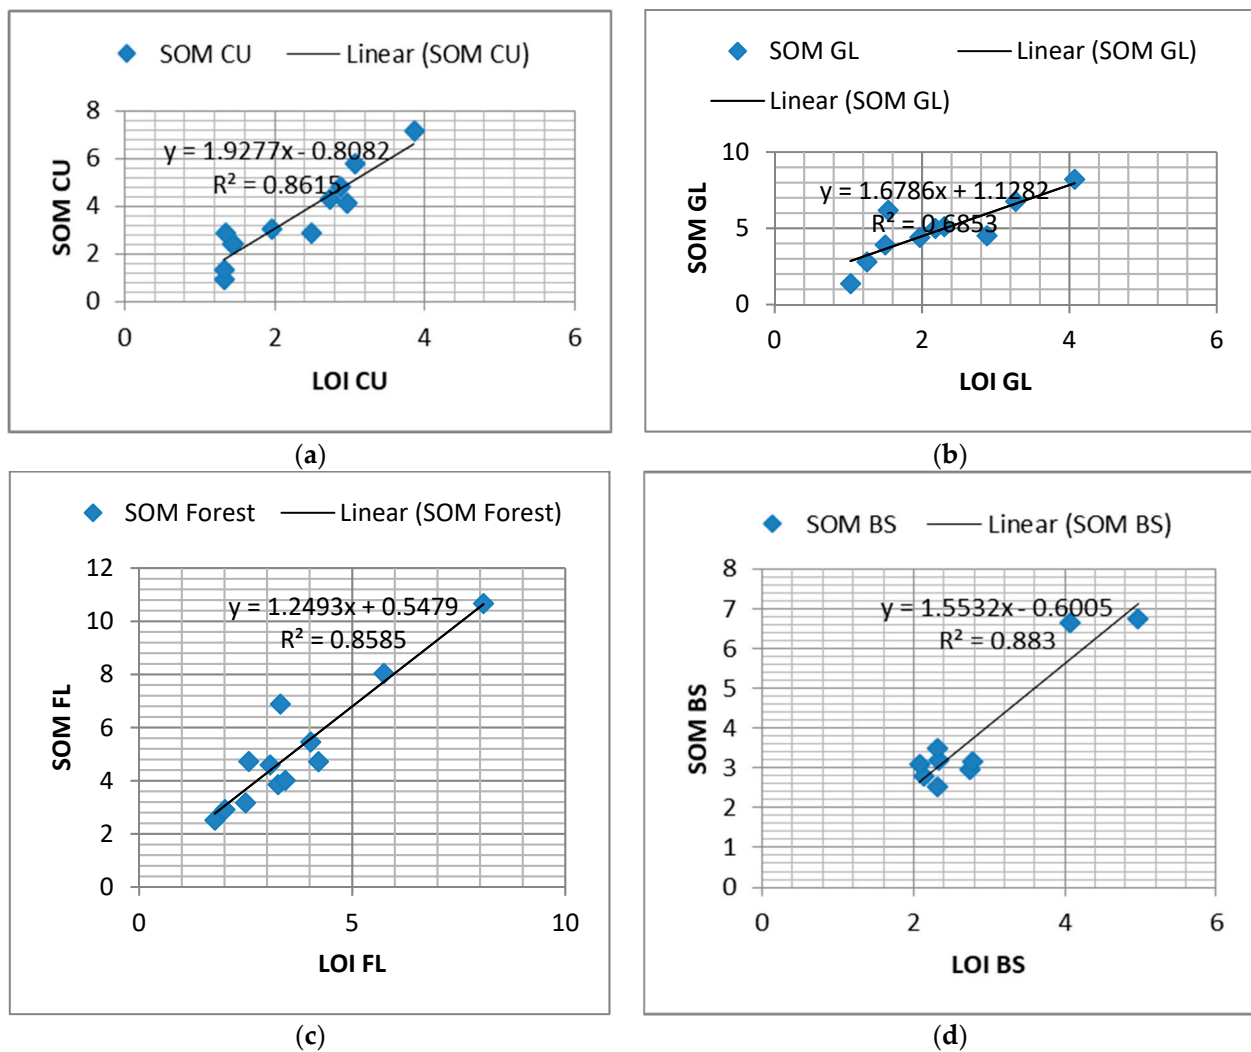 SOM CU Linear (SOM CU)
8
6
4
2
0
y = 1.9277x - 0.8082
R² = 0.8615
SOM CU
0 2 4 6
LOI CU
(a)
SOM GL Linear (SOM GL)
Linear (SOM GL)
10
5
0
y = 1.6786x + 1.1282
R² = 0.6853
SOM GL
0 2 4 6
LOI GL
(b)
SOM Forest Linear (SOM Forest)
12
10
8
6
4
2
0
y = 1.2493x + 0.5479
R² = 0.8585
SOM FL
0 5 10
LOI FL
(c)
SOM BS Linear (SOM BS)
8
7
6
5
4
3
2
1
0
y = 1.5532x - 0.6005
R² = 0.883
SOM BS
0 2 4 6
LOI BS
(d)